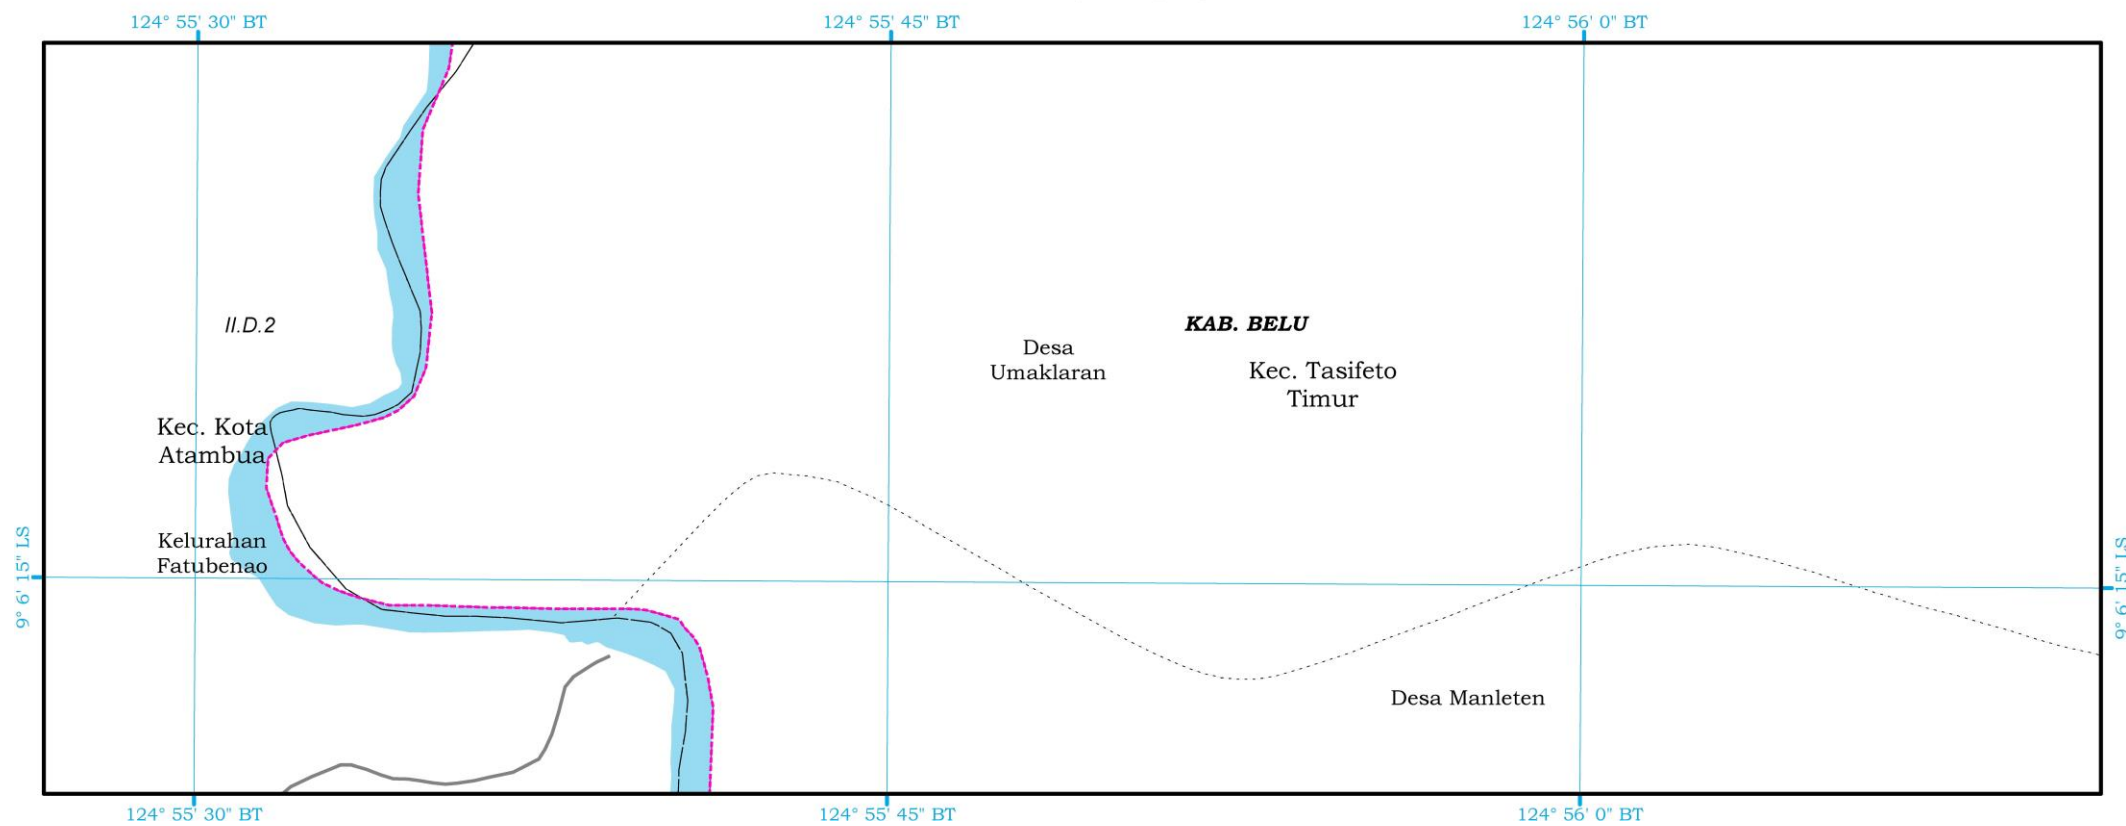 124° 55' 30" BT
124° 55' 45" BT
124° 56' 0" BT
II.D.2
KAB. BELU
Desa
Umaklaran
Kec. Tasifeto
Timur
Kec. Kota
Atambua
Kelurahan
Fatubenao
9° 6' 15" LS
9° 6' 15" LS
Desa Manleten
124° 55' 30" BT
124° 55' 45" BT
124° 56' 0" BT